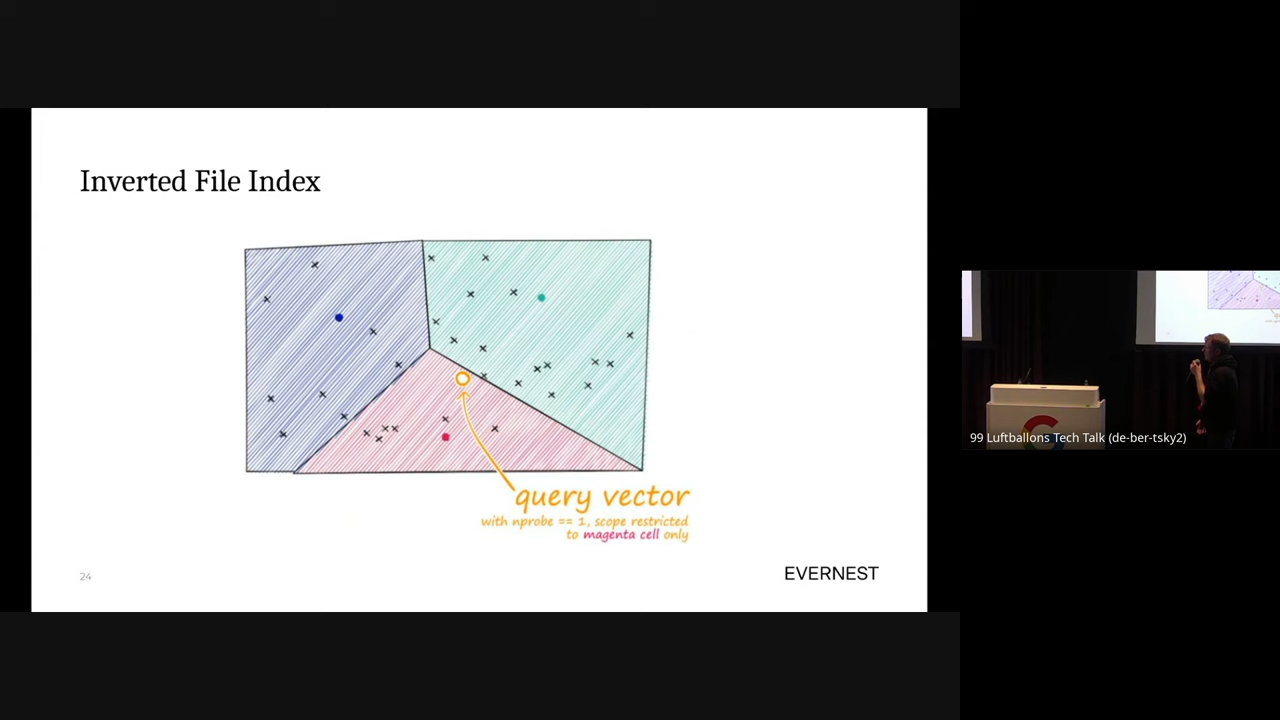 Inverted File Index
query vector
with nprobe == 1, scope restricted
to magenta cell only
24
EVERNEST
99 Luftballons Tech Talk (de-ber-tsky2)